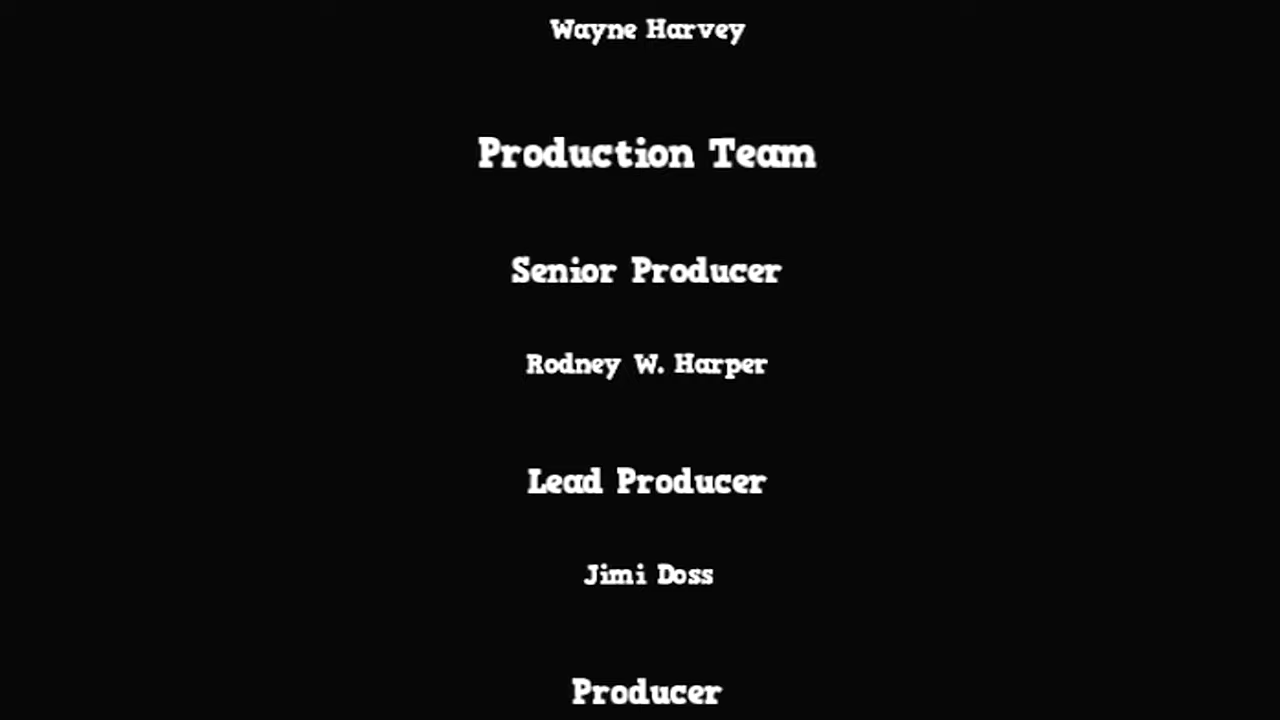 Wayne Harvey
Production Team
Senior Producer
Rodney W. Harper
Lead Producer
Jimi Doss
Producer